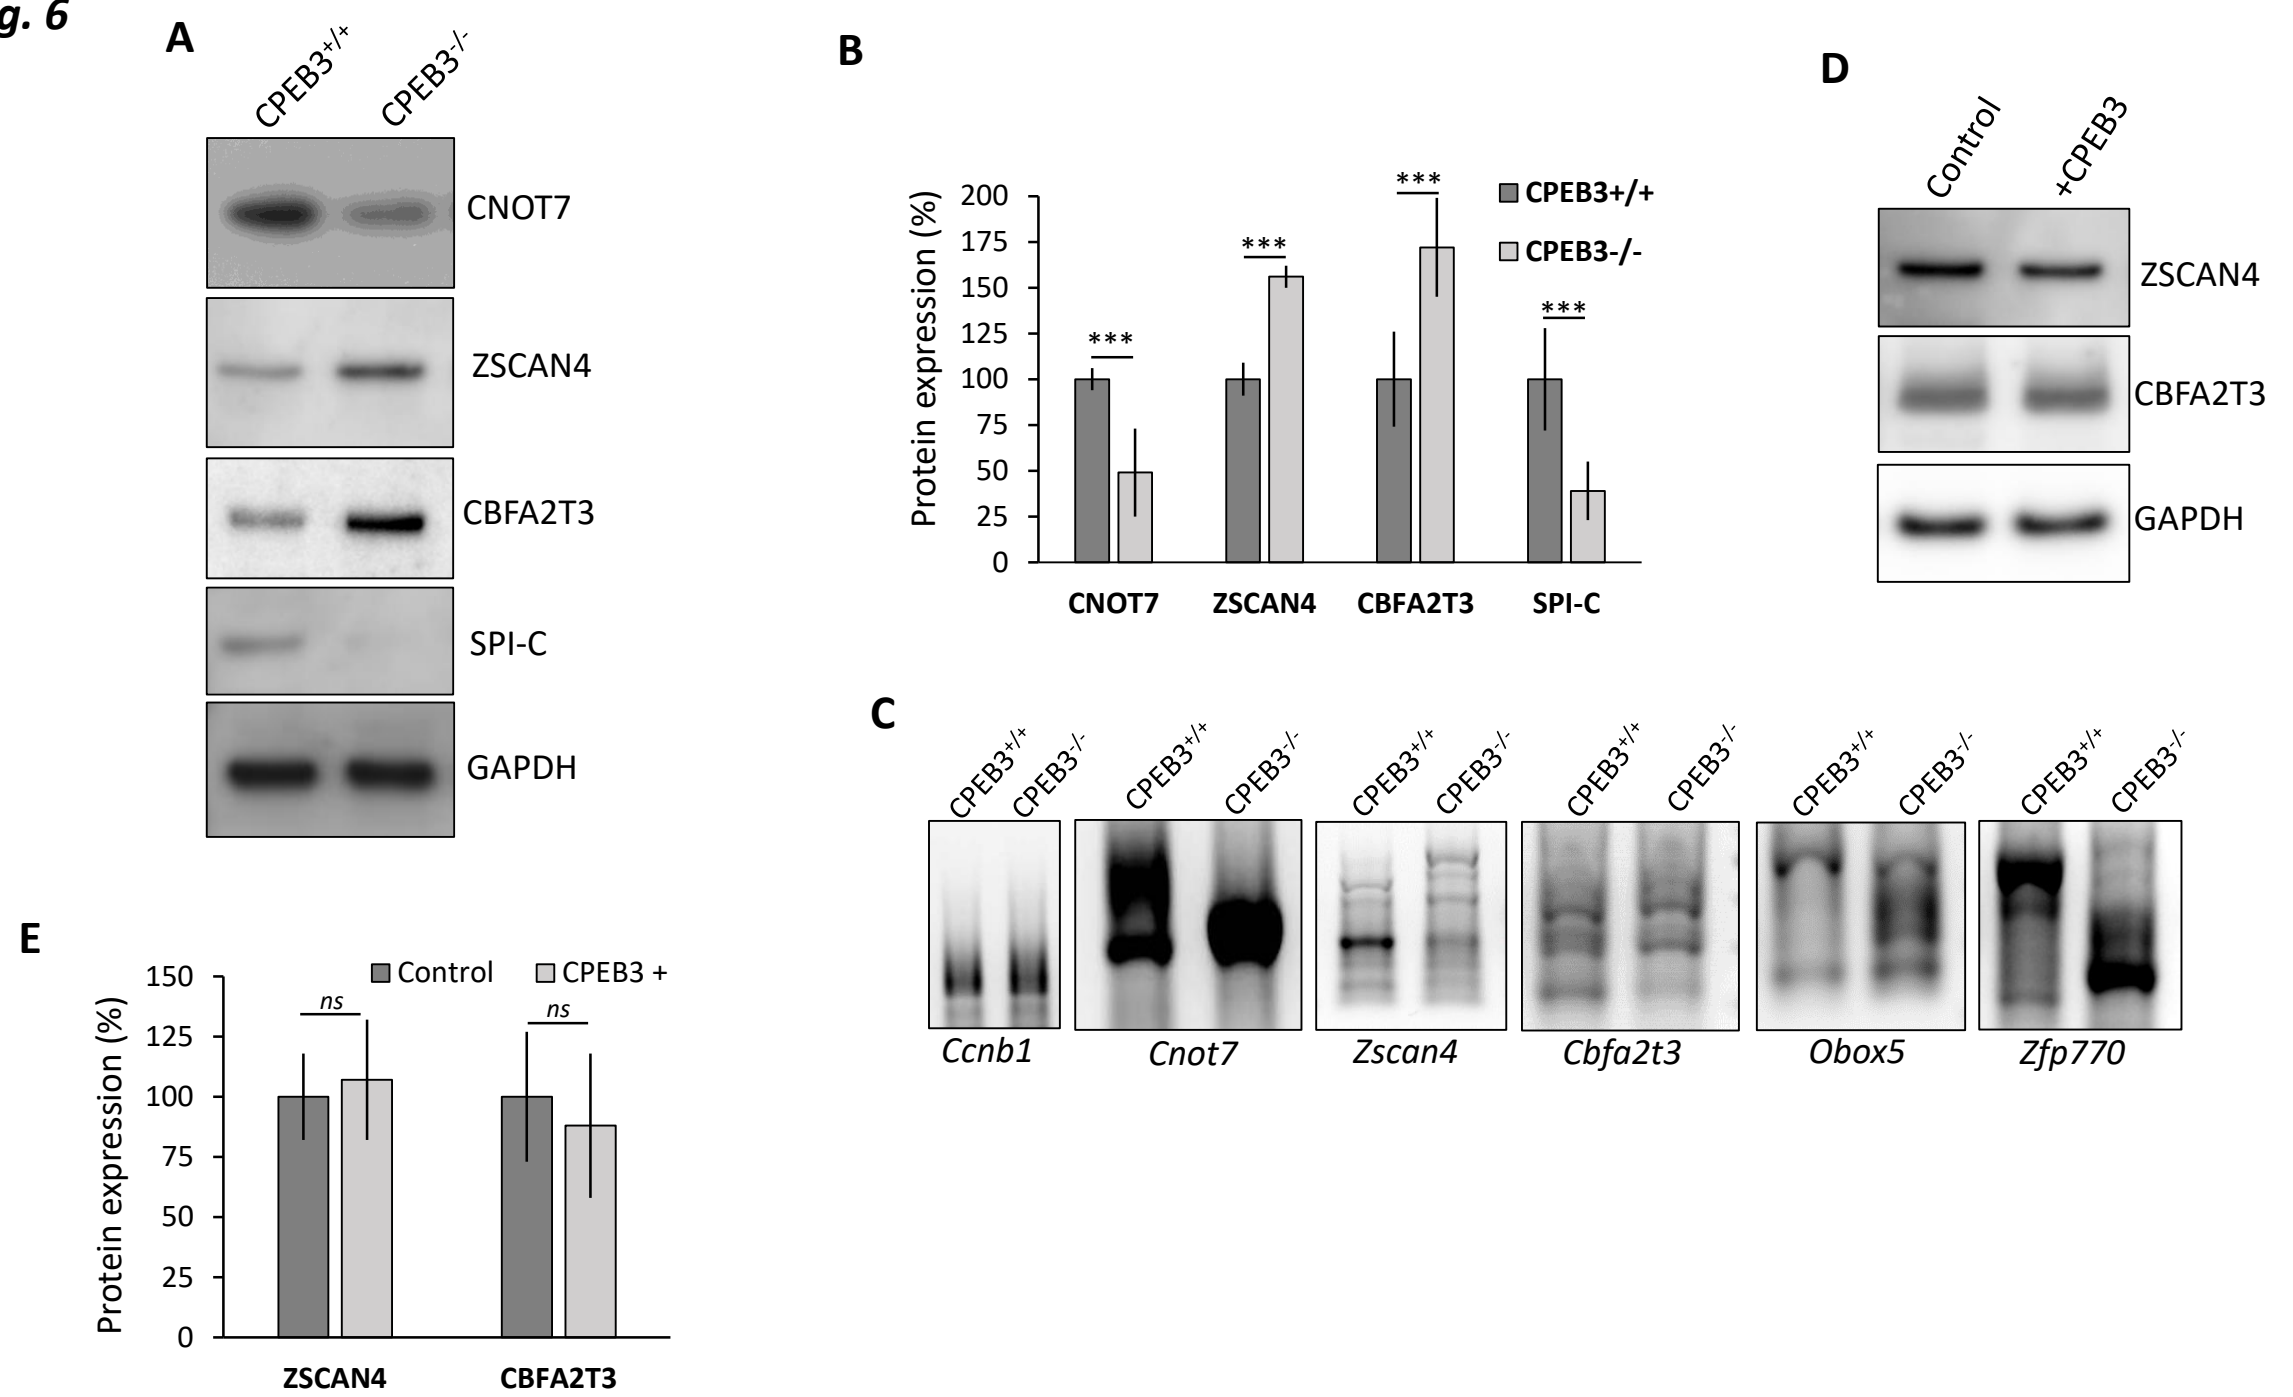 g. 6
A
CPEB3+/+ CPEB3-/-
CNOT7
ZSCAN4
CBFA2T3
SPI-C
GAPDH
B
Protein expression (%)
200
175
150
125
100
75
50
25
0
*** *** *** ***
CPEB3+/+
CPEB3-/-
CNOT7 ZSCAN4 CBFA2T3 SPI-C
C
CPEB3+/+ CPEB3-/- CPEB3+/+ CPEB3-/- CPEB3+/+ CPEB3-/- CPEB3+/+ CPEB3-/- CPEB3+/+ CPEB3-/- CPEB3+/+ CPEB3-/-
Ccnb1 Cnot7 Zscan4 Cbfa2t3 Obox5 Zfp770
D
Control +CPEB3
ZSCAN4
CBFA2T3
GAPDH
E
Control CPEB3 +
Protein expression (%)
150
125
100
75
50
25
0
ns ns
ZSCAN4 CBFA2T3